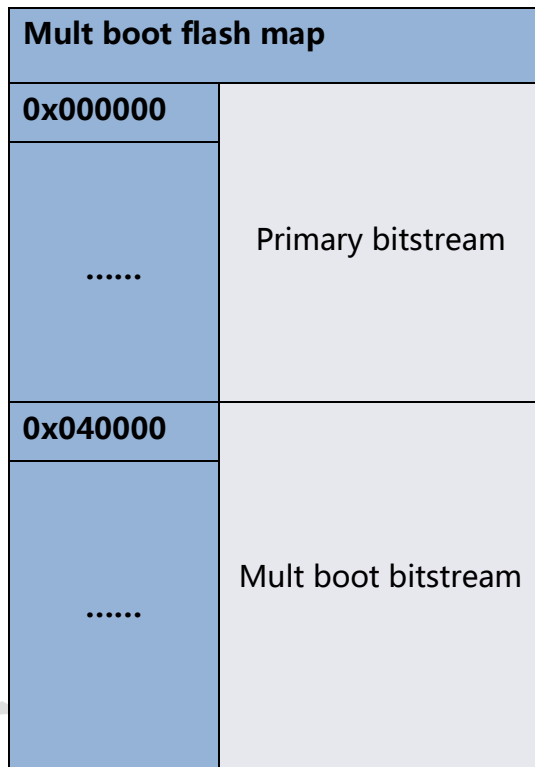 Mult boot flash map
0x000000
Primary bitstream
……
0x040000
Mult boot bitstream
……